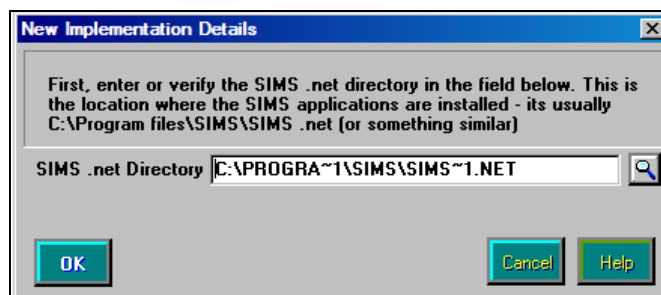 New Implementation Details
First, enter or verify the SIMS .net directory in the field below. This is
the location where the SIMS applications are installed - its usually
C:\Program files\SIMS\SIMS .net (or something similar)
SIMS .net Directory C:\PROGRA~1\SIMS\SIMS~1.NET
OK Cancel Help